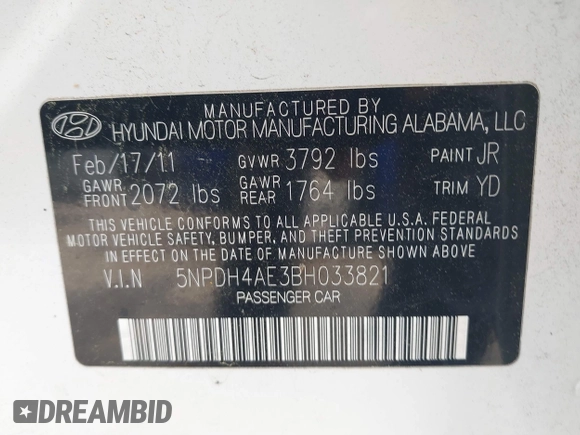 MANUFACTURED BY
HYUNDAI MOTOR MANUFACTURING ALABAMA, LLC
Feb/17/11 GVWR 3792 lbs PAINT JR
GAWR FRONT 2072 lbs GAWR REAR 1764 lbs TRIM YD
THIS VEHICLE CONFORMS TO ALL APPLICABLE U.S.A. FEDERAL
MOTOR VEHICLE SAFETY, BUMPER, AND THEFT PREVENTION STANDARDS
IN EFFECT ON THE DATE OF MANUFACTURE SHOWN ABOVE.
V.I.N 5NPDH4AE3BH033821
PASSENGER CAR
DREAMBID